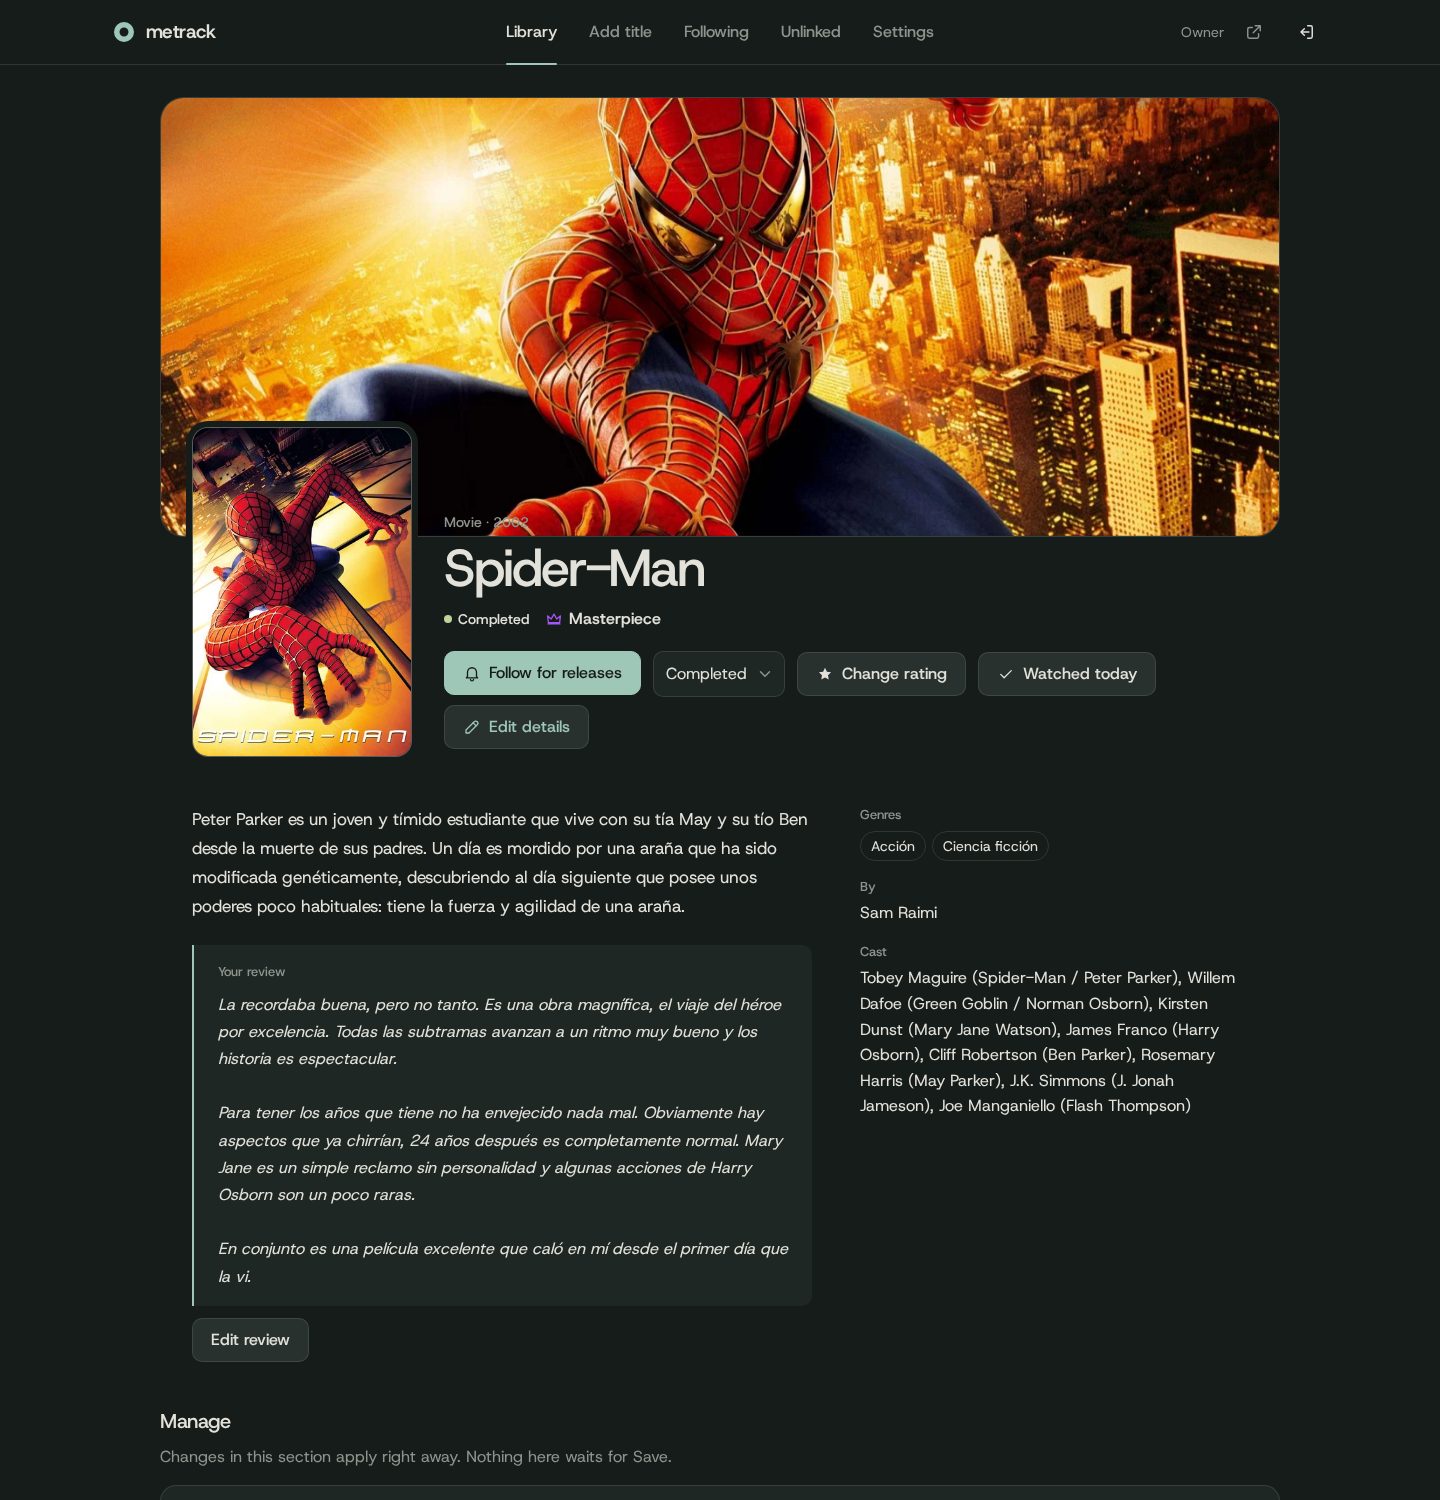 metrack
Library Add title Following Unlinked Settings
Owner
Movie · 2002
Spider-Man
Completed Masterpiece
Follow for releases Completed Change rating Watched today
Edit details
SPIDER-MAN
Peter Parker es un joven y tímido estudiante que vive con su tía May y su tío Ben
desde la muerte de sus padres. Un día es mordido por una araña que ha sido
modificada genéticamente, descubriendo al día siguiente que posee unos
poderes poco habituales: tiene la fuerza y agilidad de una araña.
Your review
La recordaba buena, pero no tanto. Es una obra magnífica, el viaje del héroe
por excelencia. Todas las subtramas avanzan a un ritmo muy bueno y los
historia es espectacular.
Para tener los años que tiene no ha envejecido nada mal. Obviamente hay
aspectos que ya chirrían, 24 años después es completamente normal. Mary
Jane es un simple reclamo sin personalidad y algunas acciones de Harry
Osborn son un poco raras.
En conjunto es una película excelente que caló en mí desde el primer día que
la vi.
Edit review
Genres
Acción Ciencia ficción
By
Sam Raimi
Cast
Tobey Maguire (Spider-Man / Peter Parker), Willem
Dafoe (Green Goblin / Norman Osborn), Kirsten
Dunst (Mary Jane Watson), James Franco (Harry
Osborn), Cliff Robertson (Ben Parker), Rosemary
Harris (May Parker), J.K. Simmons (J. Jonah
Jameson), Joe Manganiello (Flash Thompson)
Manage
Changes in this section apply right away. Nothing here waits for Save.